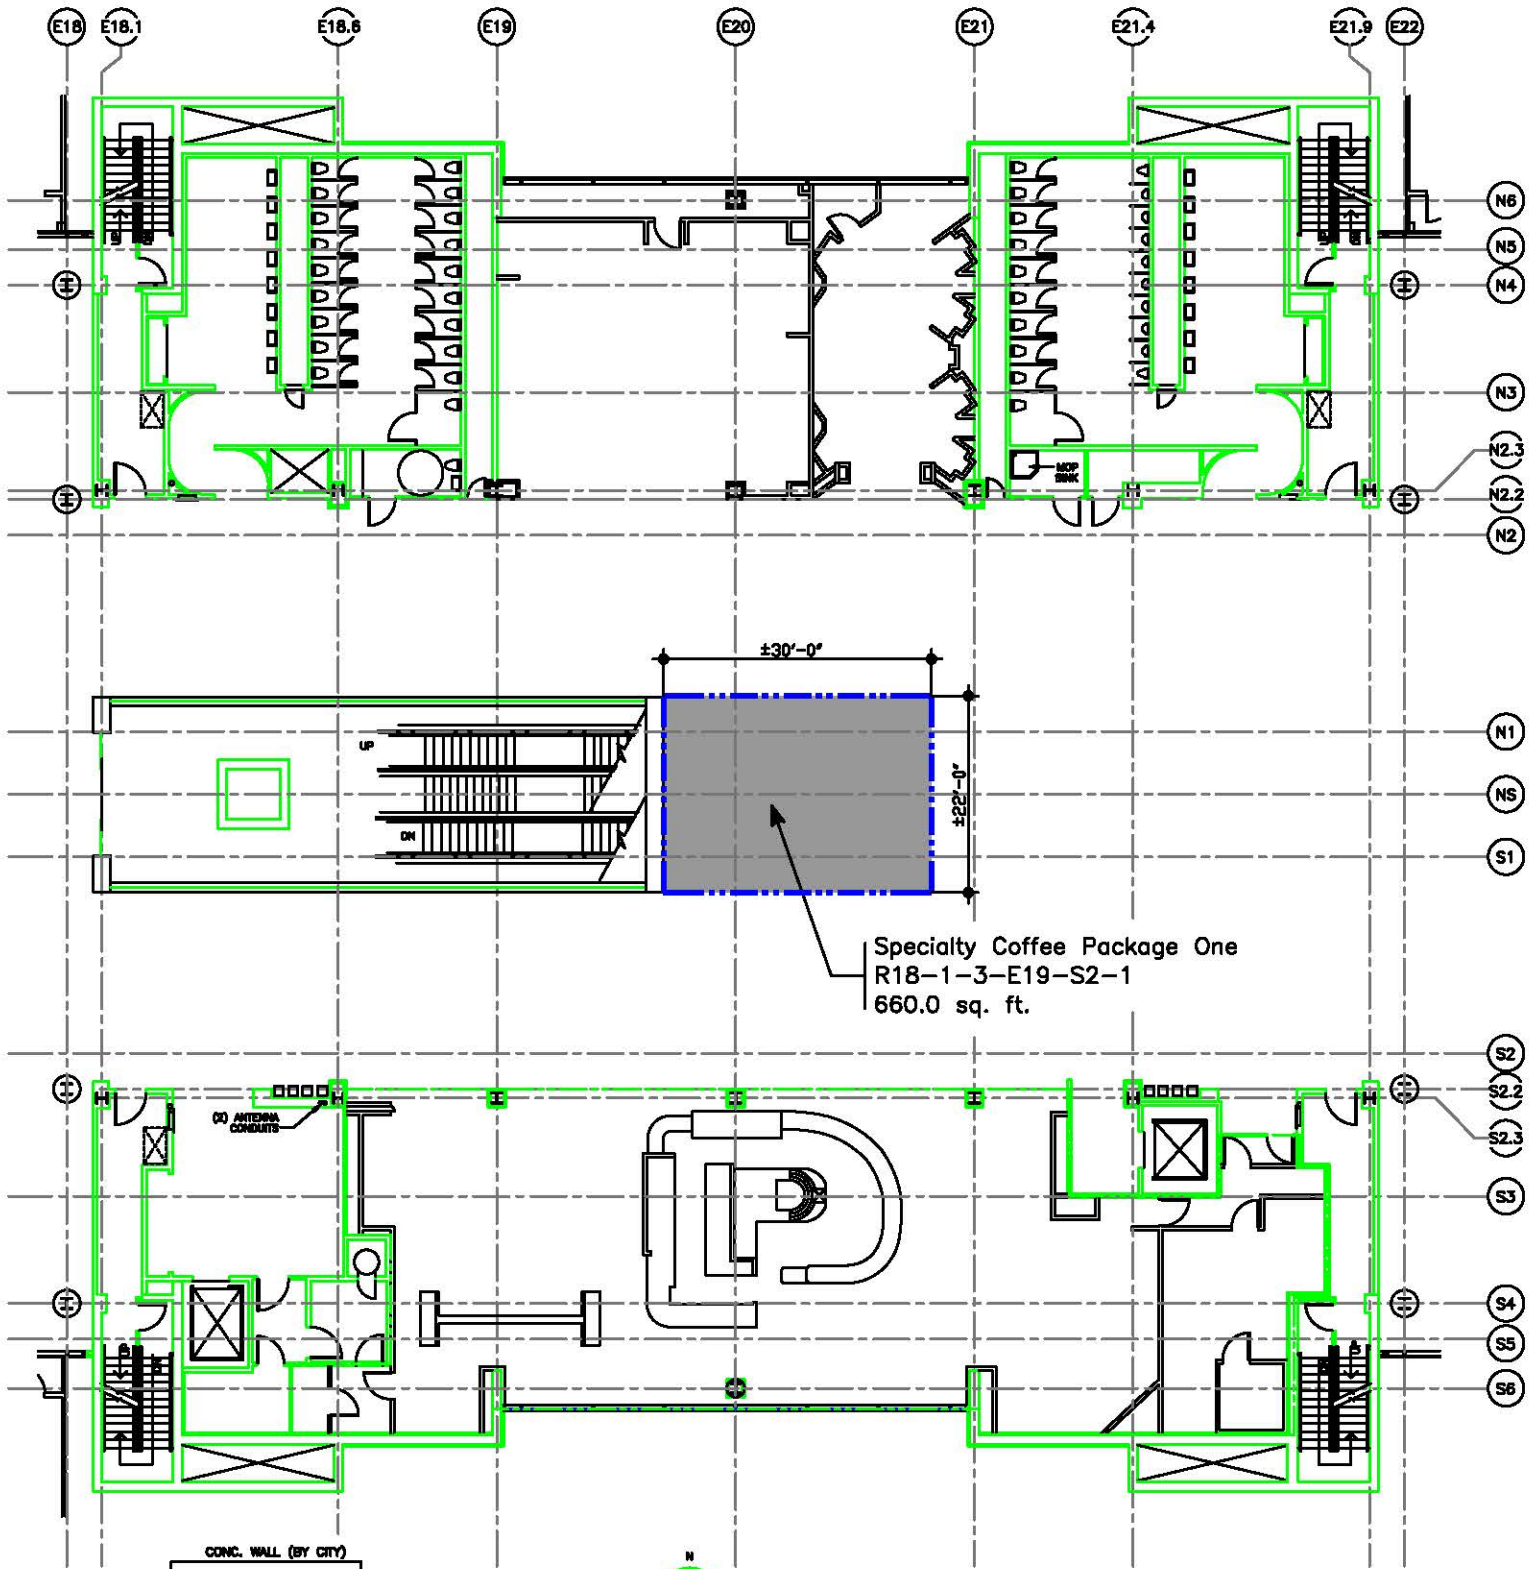 E18 E18.1 E18.6 E19 E20 E21 E21.4 E21.9 E22
N6
N5
N4
N3
N2.3
MOP
SINK
N2.2
N2
±30'-0"
N1
UP
NS
±22'-0"
DN
S1
Specialty Coffee Package One
R18-1-3-E19-S2-1
660.0 sq. ft.
S2
S2.2
(2) ANTENNA
CONDUITS
S2.3
S3
S4
S5
UP
UP
S6
CONC. WALL (BY CITY)
N